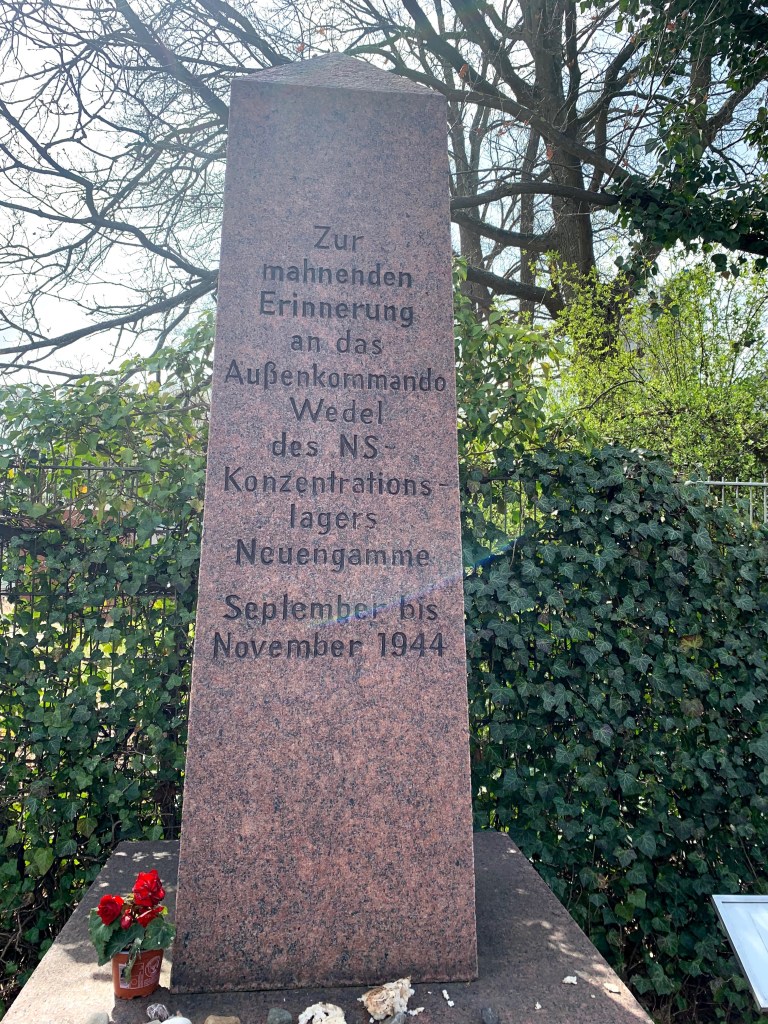 Zur
mahnenden
Erinnerung
an das
Außenkommando
Wedel
des NS-
Konzentrations-
lagers
Neuengamme
September bis
November 1944